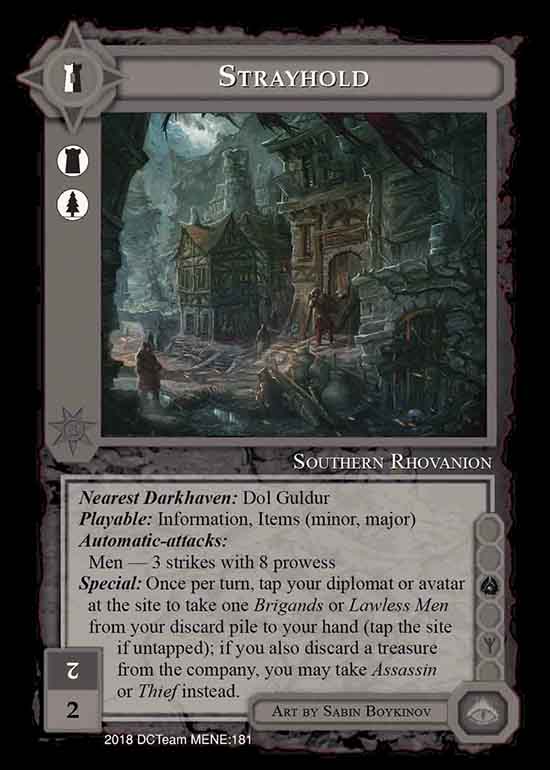 STRAYHOLD
SOUTHERN RHOVANION
Nearest Darkhaven: Dol Guldur
Playable: Information, Items (minor, major)
Automatic-attacks:
Men — 3 strikes with 8 prowess
Special: Once per turn, tap your diplomat or avatar
at the site to take one Brigands or Lawless Men
from your discard pile to your hand (tap the site
if untapped); if you also discard a treasure
from the company, you may take Assassin
or Thief instead.
2
2
ART BY SABIN BOYKINOV
2018 DCTeam MENE:181